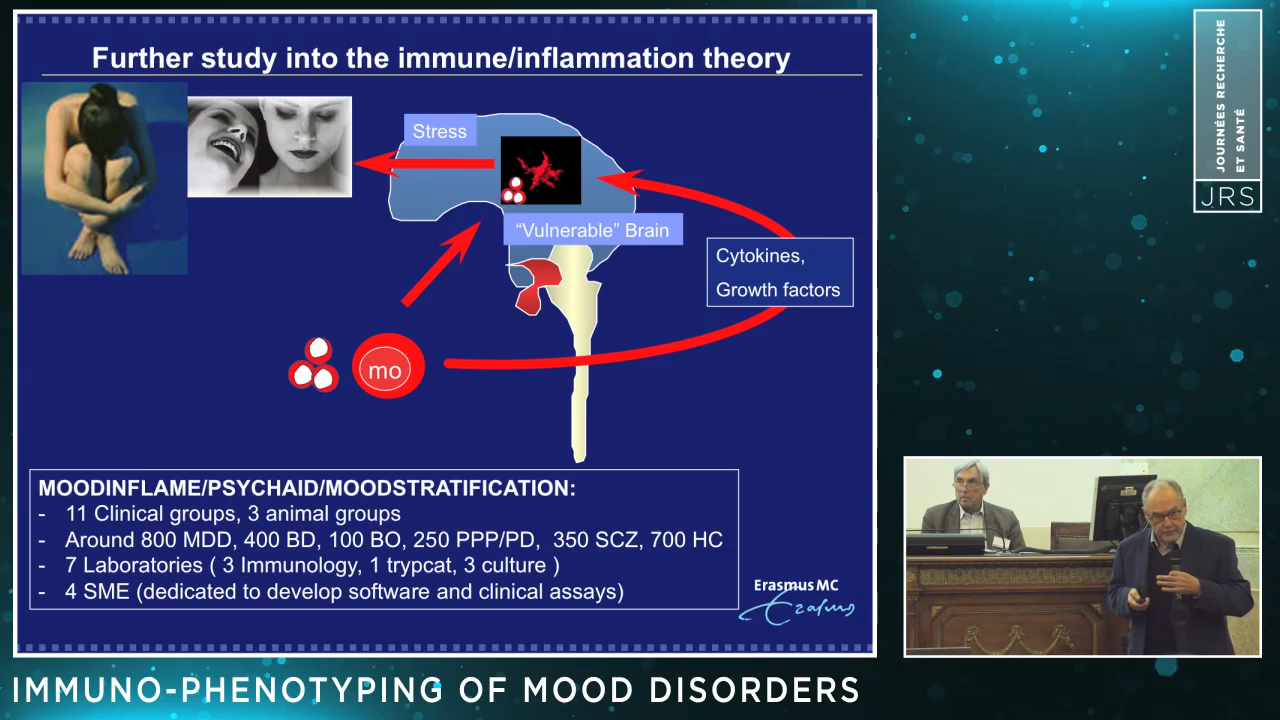 Further study into the immune/inflammation theory
Stress
“Vulnerable” Brain
Cytokines,
Growth factors
mo
MOODINFLAME/PSYCHAID/MOODSTRATIFICATION:
- 11 Clinical groups, 3 animal groups
- Around 800 MDD, 400 BD, 100 BO, 250 PPP/PD, 350 SCZ, 700 HC
- 7 Laboratories ( 3 Immunology, 1 trypcat, 3 culture )
- 4 SME (dedicated to develop software and clinical assays)
Erasmus MC
Erasmus
JOURNÉES RECHERCHE
ET SANTÉ
JRS
IMMUNO-PHENOTYPING OF MOOD DISORDERS